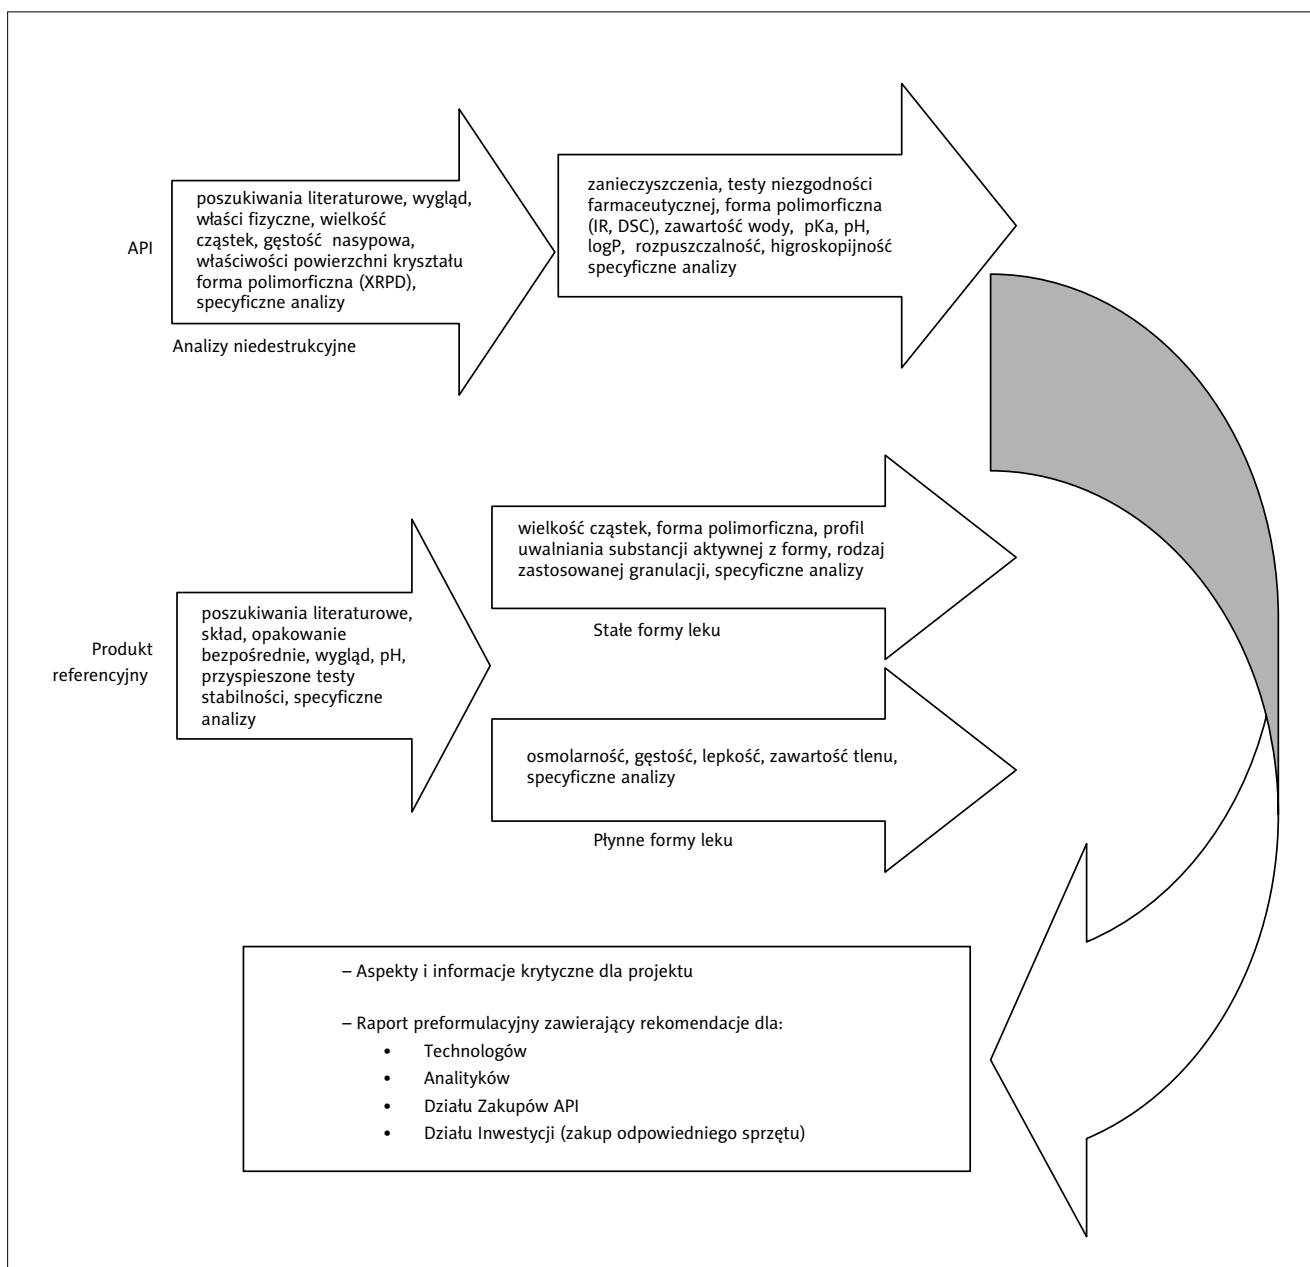 API
poszukiwania literaturowe, wygląd,
właści fizyczne, wielkość
cząstek, gęstość nasypowa,
właściwości powierzchni kryształu
forma polimorficzna (XRPD),
specyficzne analizy
Analizy niedestrukcyjne
zanieczyszczenia, testy niezgodności
farmaceutycznej, forma polimorficzna
(IR, DSC), zawartość wody, pKa, pH,
logP, rozpuszczalność, higroskopijność
specyficzne analizy
Produkt
referencyjny
poszukiwania literaturowe,
skład, opakowanie
bezpośrednie, wygląd, pH,
przyspieszone testy
stabilności, specyficzne
analizy
wielkość cząstek, forma polimorficzna, profil
uwalniania substancji aktywnej z formy, rodzaj
zastosowanej granulacji, specyficzne analizy
Stałe formy leku
osmolarność, gęstość, lepkość, zawartość tlenu,
specyficzne analizy
Płynne formy leku
– Aspekty i informacje krytyczne dla projektu
– Raport preformulacyjny zawierający rekomendacje dla:
• Technologów
• Analityków
• Działu Zakupów API
• Działu Inwestycji (zakup odpowiedniego sprzętu)